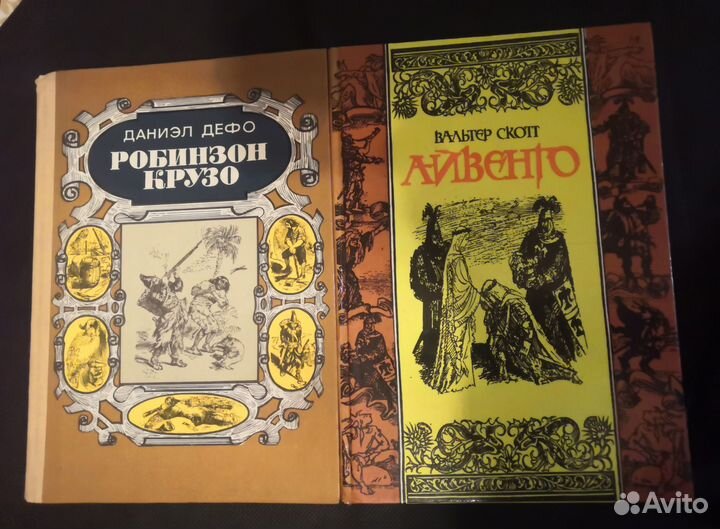 ДАНИЭЛ ДЕФО
РОБИНЗОН
КРУЗО
ВАЛЬТЕР СКОТТ
АЙВЕНГО
Avito